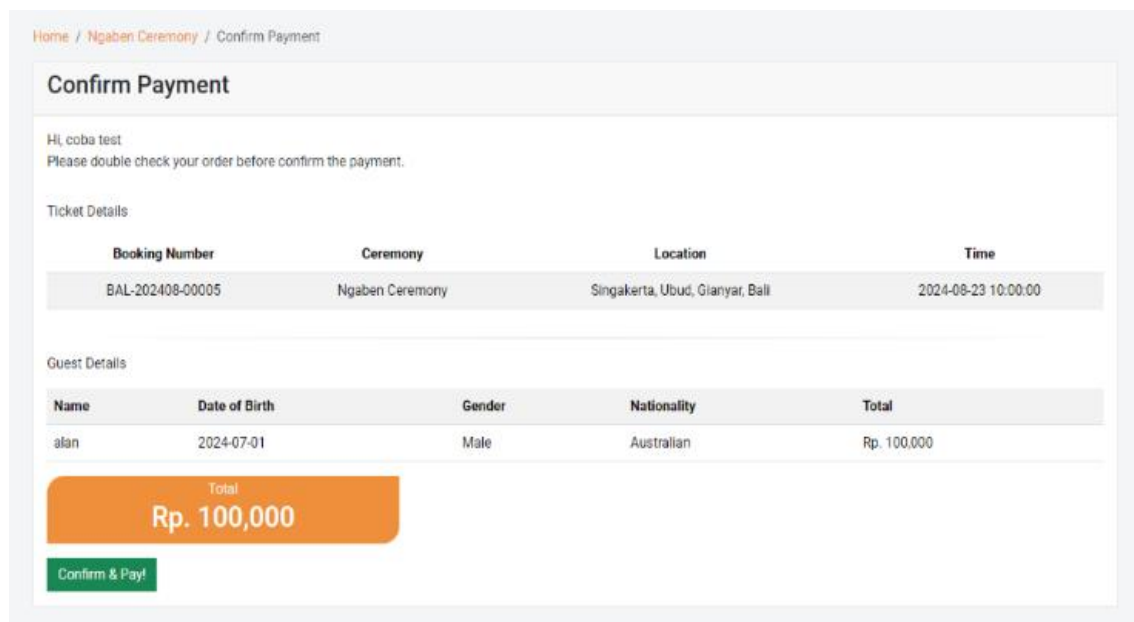 Home / Ngaben Ceremony / Confirm Payment
Confirm Payment
Hi, coba test
Please double check your order before confirm the payment.
Ticket Details
Booking Number Ceremony Location Time
BAL-202408-00005 Ngaben Ceremony Singakerta, Ubud, Gianyar, Bali 2024-08-23 10:00:00
Guest Details
Name Date of Birth Gender Nationality Total
alan 2024-07-01 Male Australian Rp. 100,000
Total
Rp. 100,000
Confirm & Pay!